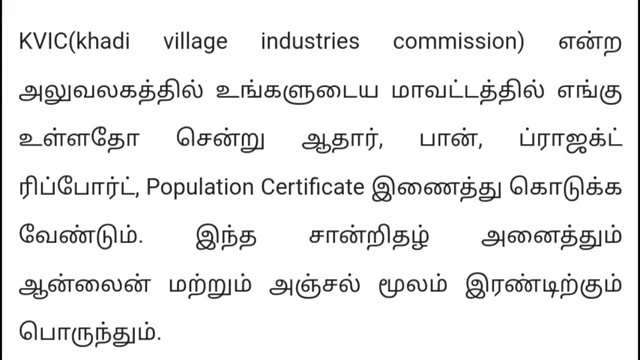 KVIC(khadi village industries commission) என்ற
அலுவலகத்தில் உங்களுடைய மாவட்டத்தில் எங்கு
உள்ளதோ சென்று ஆதார், பான், ப்ராஜக்ட்
ரிப்போர்ட், Population Certificate இணைத்து கொடுக்க
வேண்டும். இந்த சான்றிதழ் அனைத்தும்
ஆன்லைன் மற்றும் அஞ்சல் மூலம் இரண்டிற்கும்
பொருந்தும்.